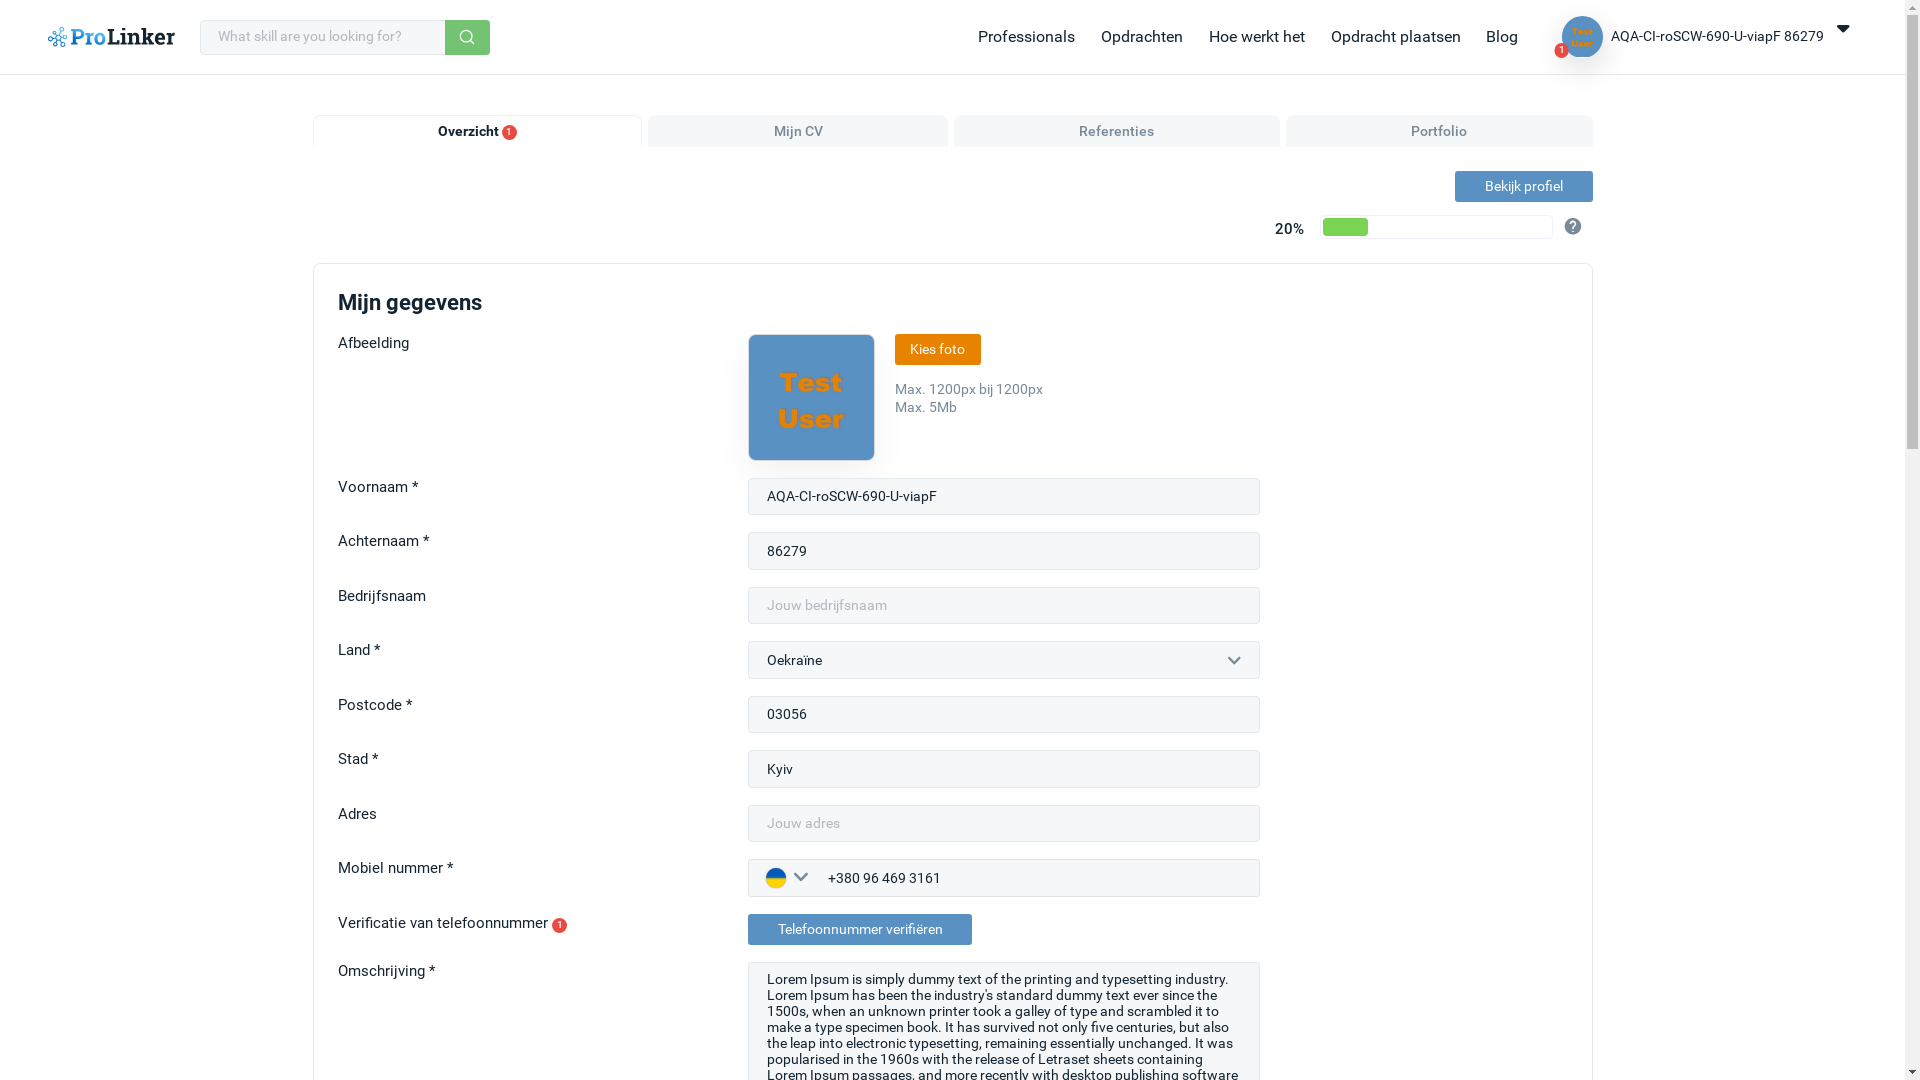 ProLinker
What skill are you looking for?
Professionals
Opdrachten
Hoe werkt het
Opdracht plaatsen
Blog
Test
User
1
AQA-CI-roSCW-690-U-viapF 86279
Overzicht 1
Mijn CV
Referenties
Portfolio
Bekijk profiel
20%
?
Mijn gegevens
Afbeelding
Test
User
Kies foto
Max. 1200px bij 1200px
Max. 5Mb
Voornaam *
AQA-CI-roSCW-690-U-viapF
Achternaam *
86279
Bedrijfsnaam
Jouw bedrijfsnaam
Land *
Oekraïne
Postcode *
03056
Stad *
Kyiv
Adres
Jouw adres
Mobiel nummer *
+380 96 469 3161
Verificatie van telefoonnummer 1
Telefoonnummer verifiëren
Omschrijving *
Lorem Ipsum is simply dummy text of the printing and typesetting industry.
Lorem Ipsum has been the industry's standard dummy text ever since the
1500s, when an unknown printer took a galley of type and scrambled it to
make a type specimen book. It has survived not only five centuries, but also
the leap into electronic typesetting, remaining essentially unchanged. It was
popularised in the 1960s with the release of Letraset sheets containing
Lorem Ipsum passages, and more recently with desktop publishing software